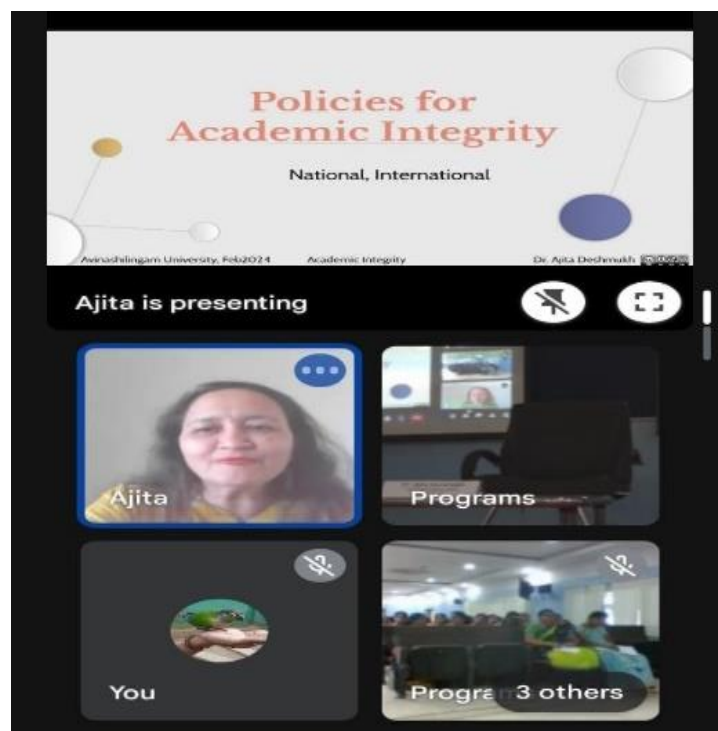 Policies for
Academic Integrity
National, International
Avinashilingam University, Feb2024 Academic Integrity Dr. Ajita Deshmukh
Ajita is presenting
Ajita
Programs
You
Progra 3 others